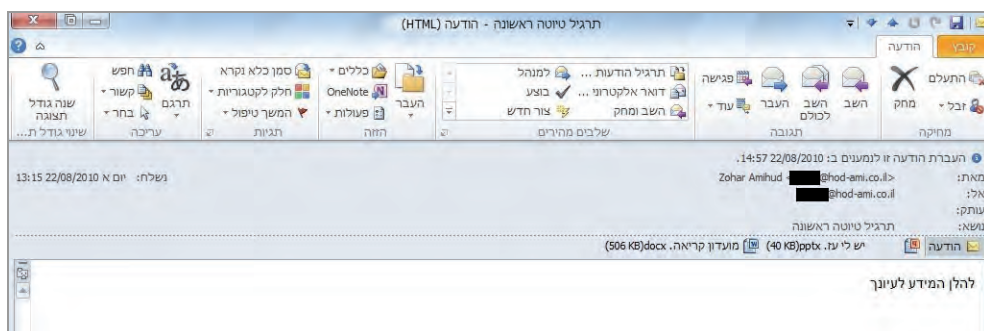 תרגיל טיוטה ראשונה - הודעה (HTML)
קובץ הודעה
התעלם
זבל
מחק
מחיקה
השב
השב לכולם
העבר
פגישה
עוד
תגובה
תרגיל הודעות ...
דואר אלקטרוני ...
השב ומחק
למנהל
בוצע
צור חדש
שלבים מהירים
העבר
כללים
OneNote
פעולות
הזזה
סמן כלא נקרא
חלק לקטגוריות
המשך טיפול
תגיות
תרגם
חפש
קשור
בחר
עריכה
שנה גודל תצוגה
שינוי גודל ת...
העברת הודעה זו לנמענים ב: 22/08/2010 14:57.
מאת: Zohar Amihud < @hod-ami.co.il>
נשלח: יום א 22/08/2010 13:15
אל: @hod-ami.co.il
עותק:
נושא: תרגיל טיוטה ראשונה
הודעה יש לי עז. pptx(40 KB) מועדון קריאה. docx(506 KB)
להלן המידע לעיונך